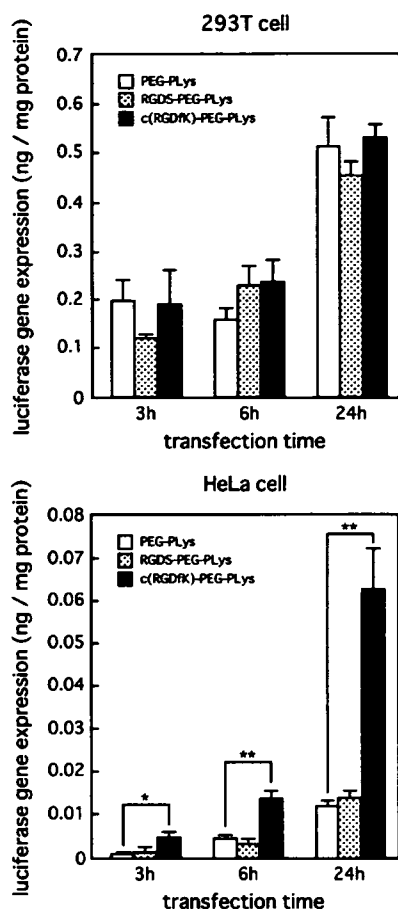 293T cell
luciferase gene expression (ng / mg protein)
0.7
0.6
0.5
0.4
0.3
0.2
0.1
0
PEG-PLys
RGDS-PEG-PLys
c(RGDfK)-PEG-PLys
3h 6h 24h
transfection time
HeLa cell
luciferase gene expression (ng / mg protein)
0.08
0.07
0.06
0.05
0.04
0.03
0.02
0.01
0
PEG-PLys
RGDS-PEG-PLys
c(RGDfK)-PEG-PLys
**
**
*
3h 6h 24h
transfection time